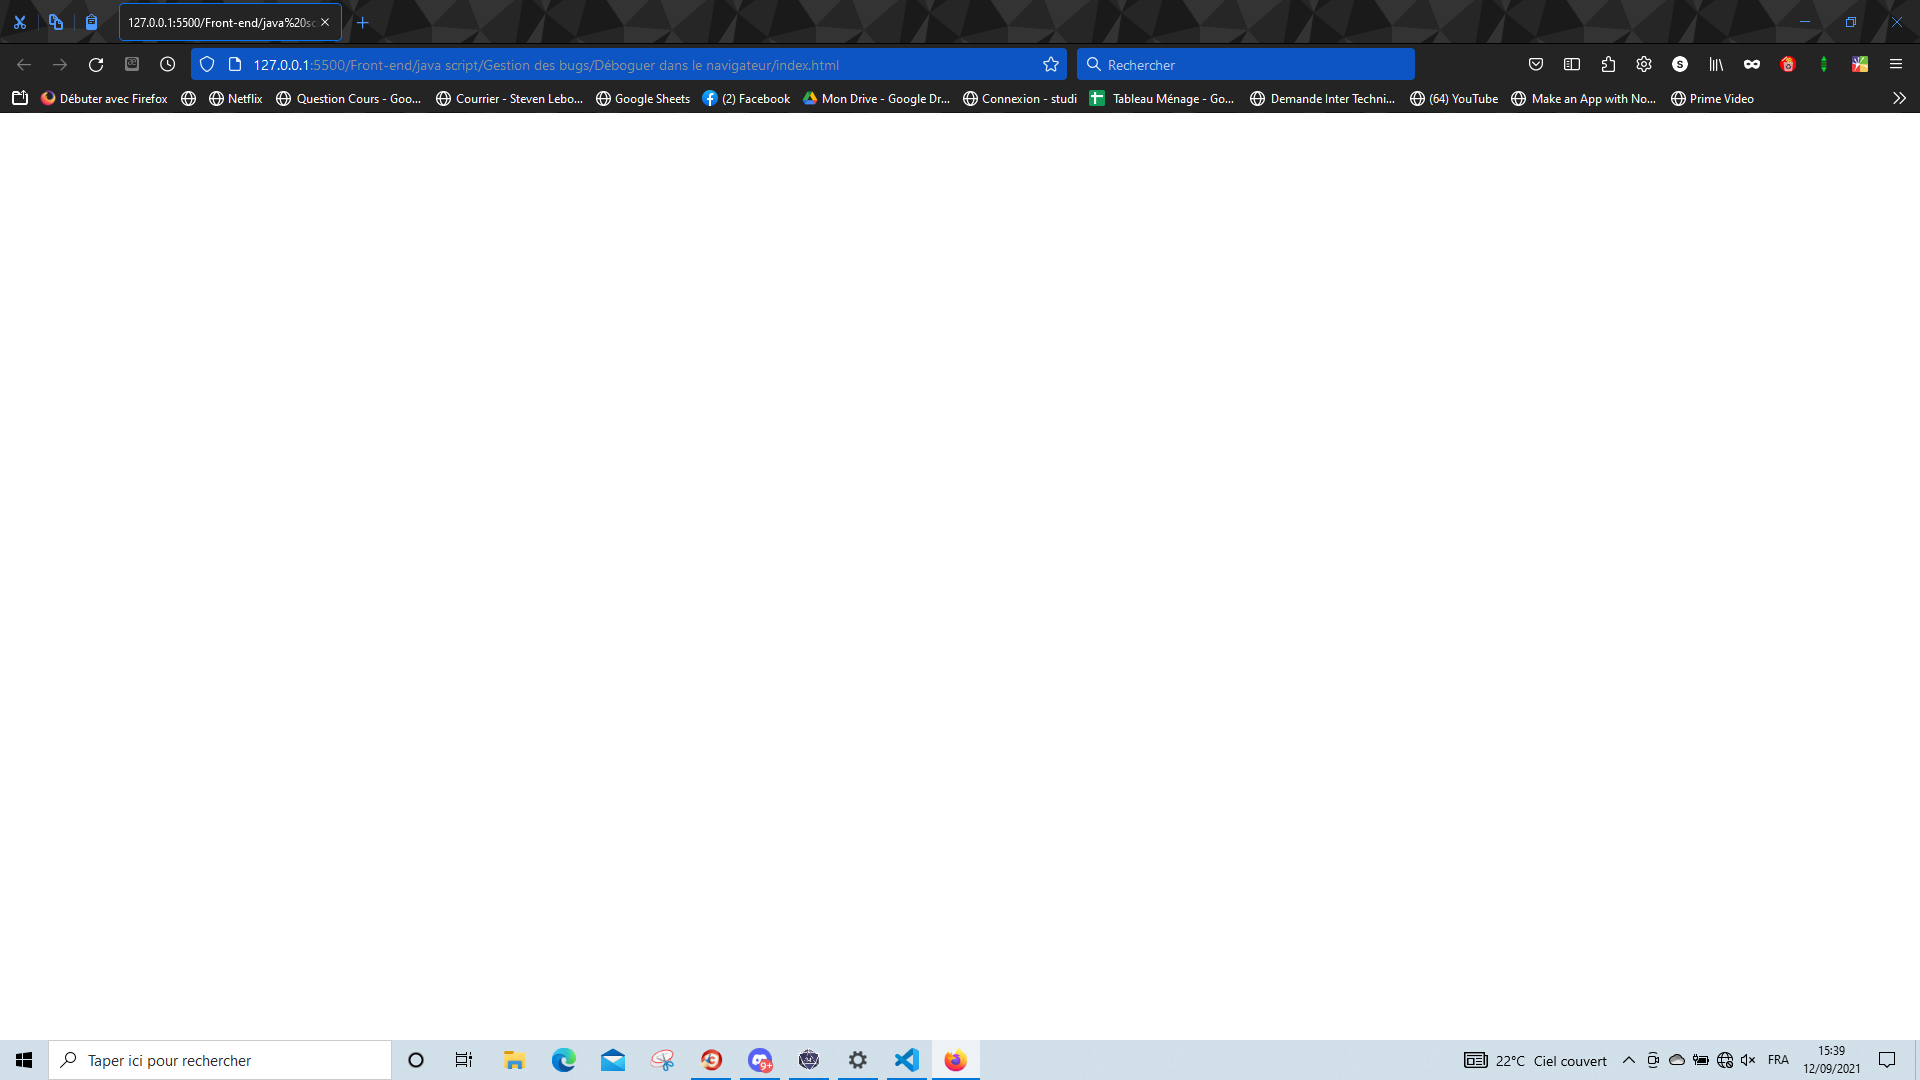 127.0.0.1:5500/Front-end/java%20sc
127.0.0.1:5500/Front-end/java script/Gestion des bugs/Déboguer dans le navigateur/index.html
Rechercher
Débuter avec Firefox
Netflix
Question Cours - Goo...
Courrier - Steven Lebo...
Google Sheets
(2) Facebook
Mon Drive - Google Dr...
Connexion - studi
Tableau Ménage - Go...
Demande Inter Techni...
(64) YouTube
Make an App with No...
Prime Video
Taper ici pour rechercher
9+
22°C Ciel couvert
FRA
15:39
12/09/2021